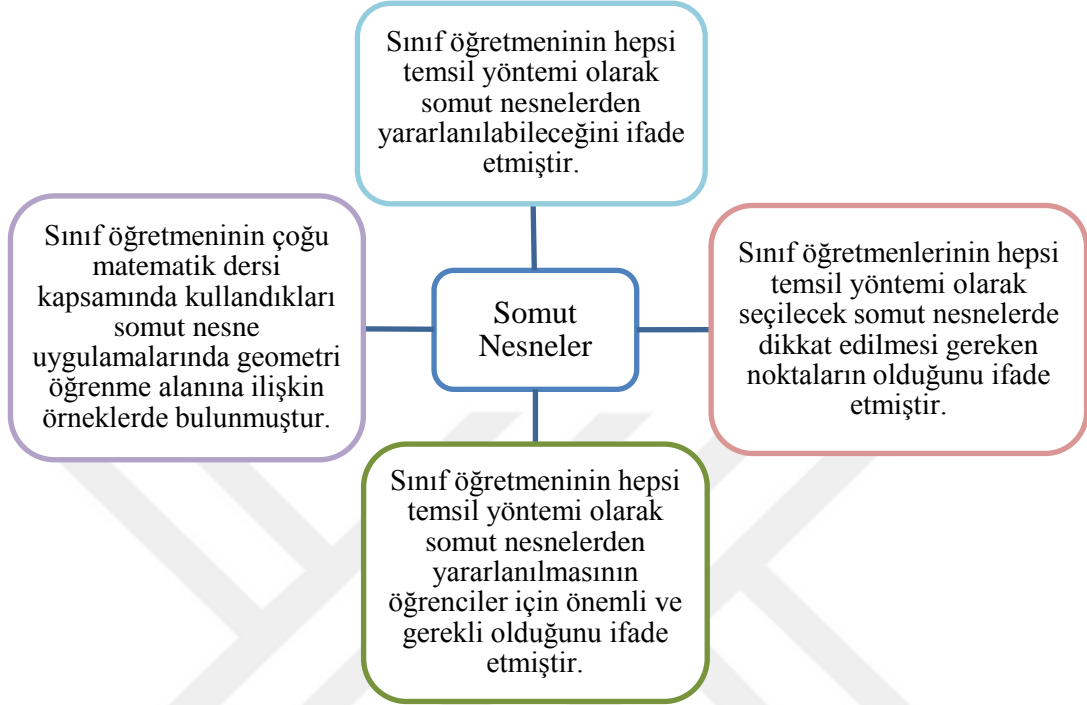 Sınıf öğretmeninin hepsi
temsil yöntemi olarak
somut nesnelerden
yararlanılabileceğini ifade
etmiştir.
Sınıf öğretmeninin çoğu
matematik dersi
kapsamında kullandıkları
somut nesne
uygulamalarında geometri
öğrenme alanına ilişkin
örneklerde bulunmuştur.
Somut
Nesneler
Sınıf öğretmenlerinin hepsi
temsil yöntemi olarak
seçilecek somut nesnelerde
dikkat edilmesi gereken
noktaların olduğunu ifade
etmiştir.
Sınıf öğretmeninin hepsi
temsil yöntemi olarak
somut nesnelerden
yararlanılmasının
öğrenciler için önemli ve
gerekli olduğunu ifade
etmiştir.